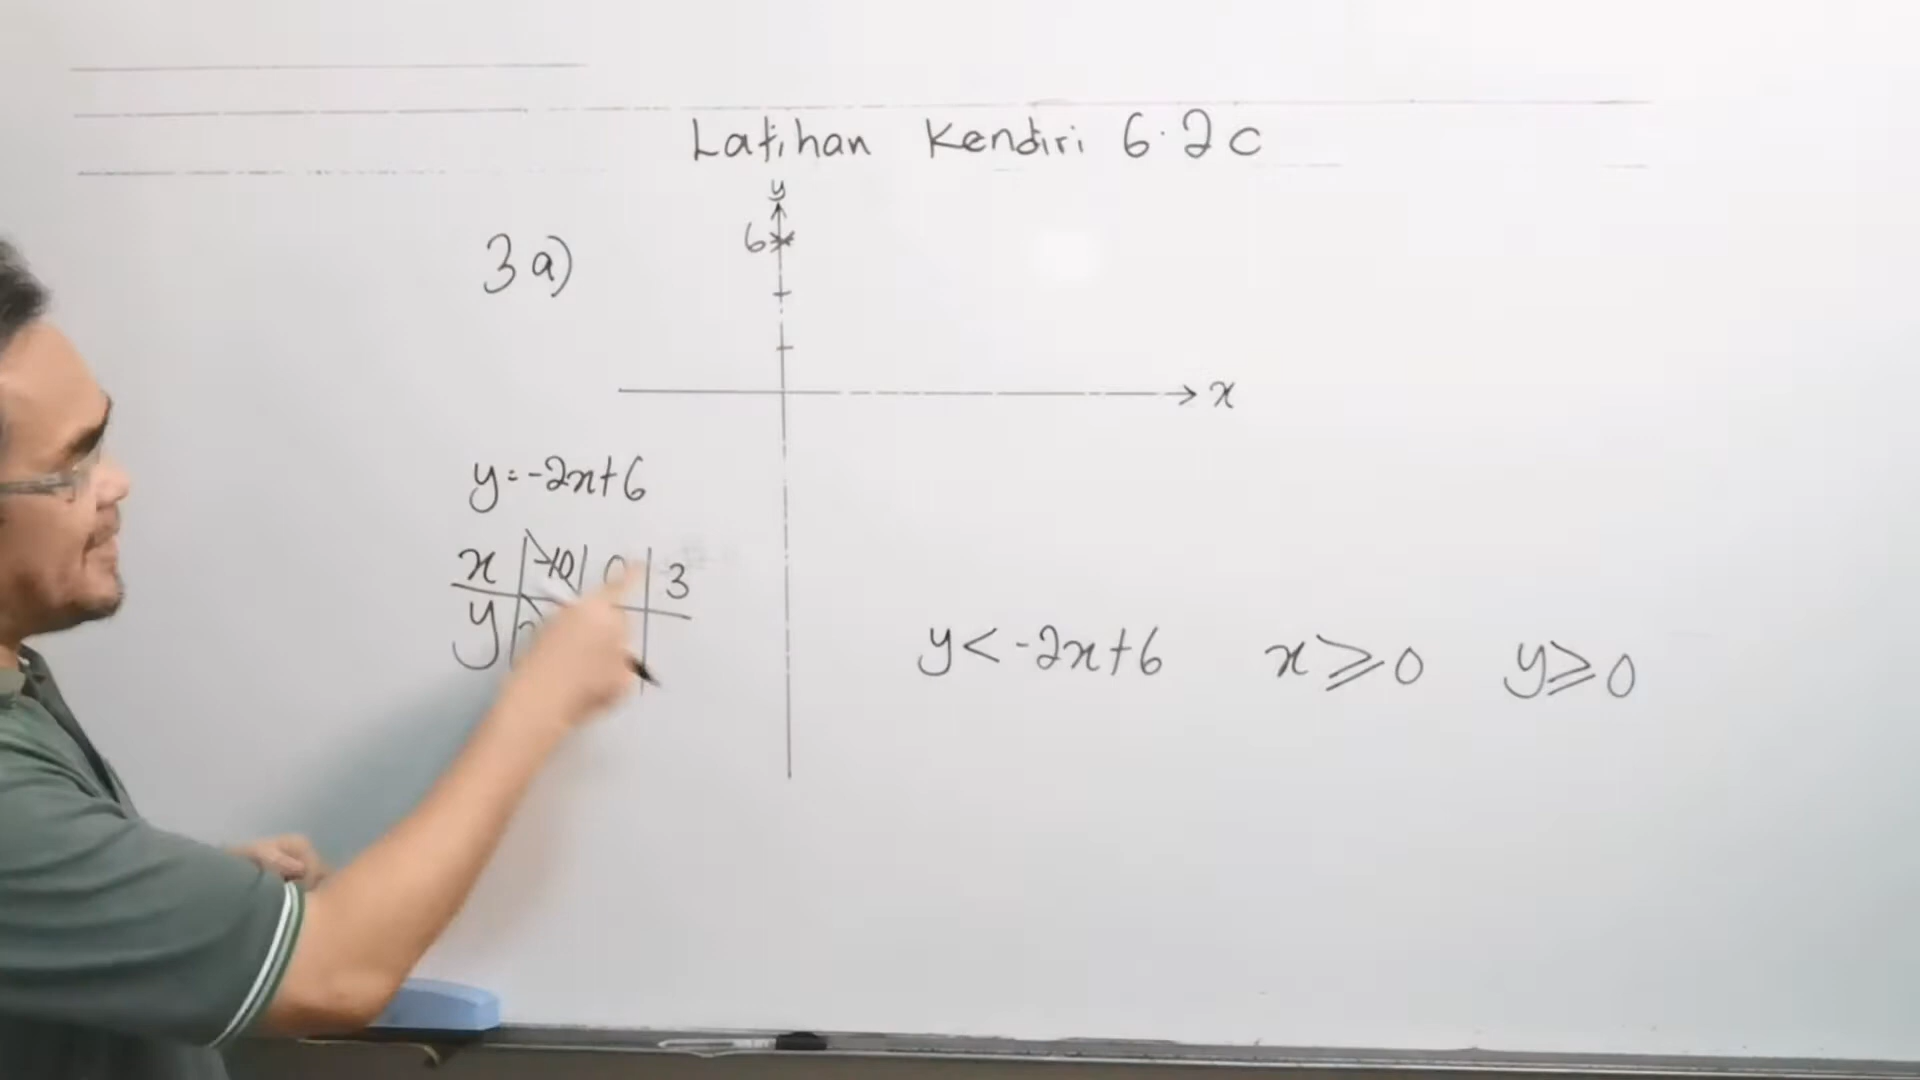 Latihan Kendiri 6.2c
y
3a)
6
x
y=-2x+6
x 0 3
y
y<-2x+6 x⩾0 y⩾0